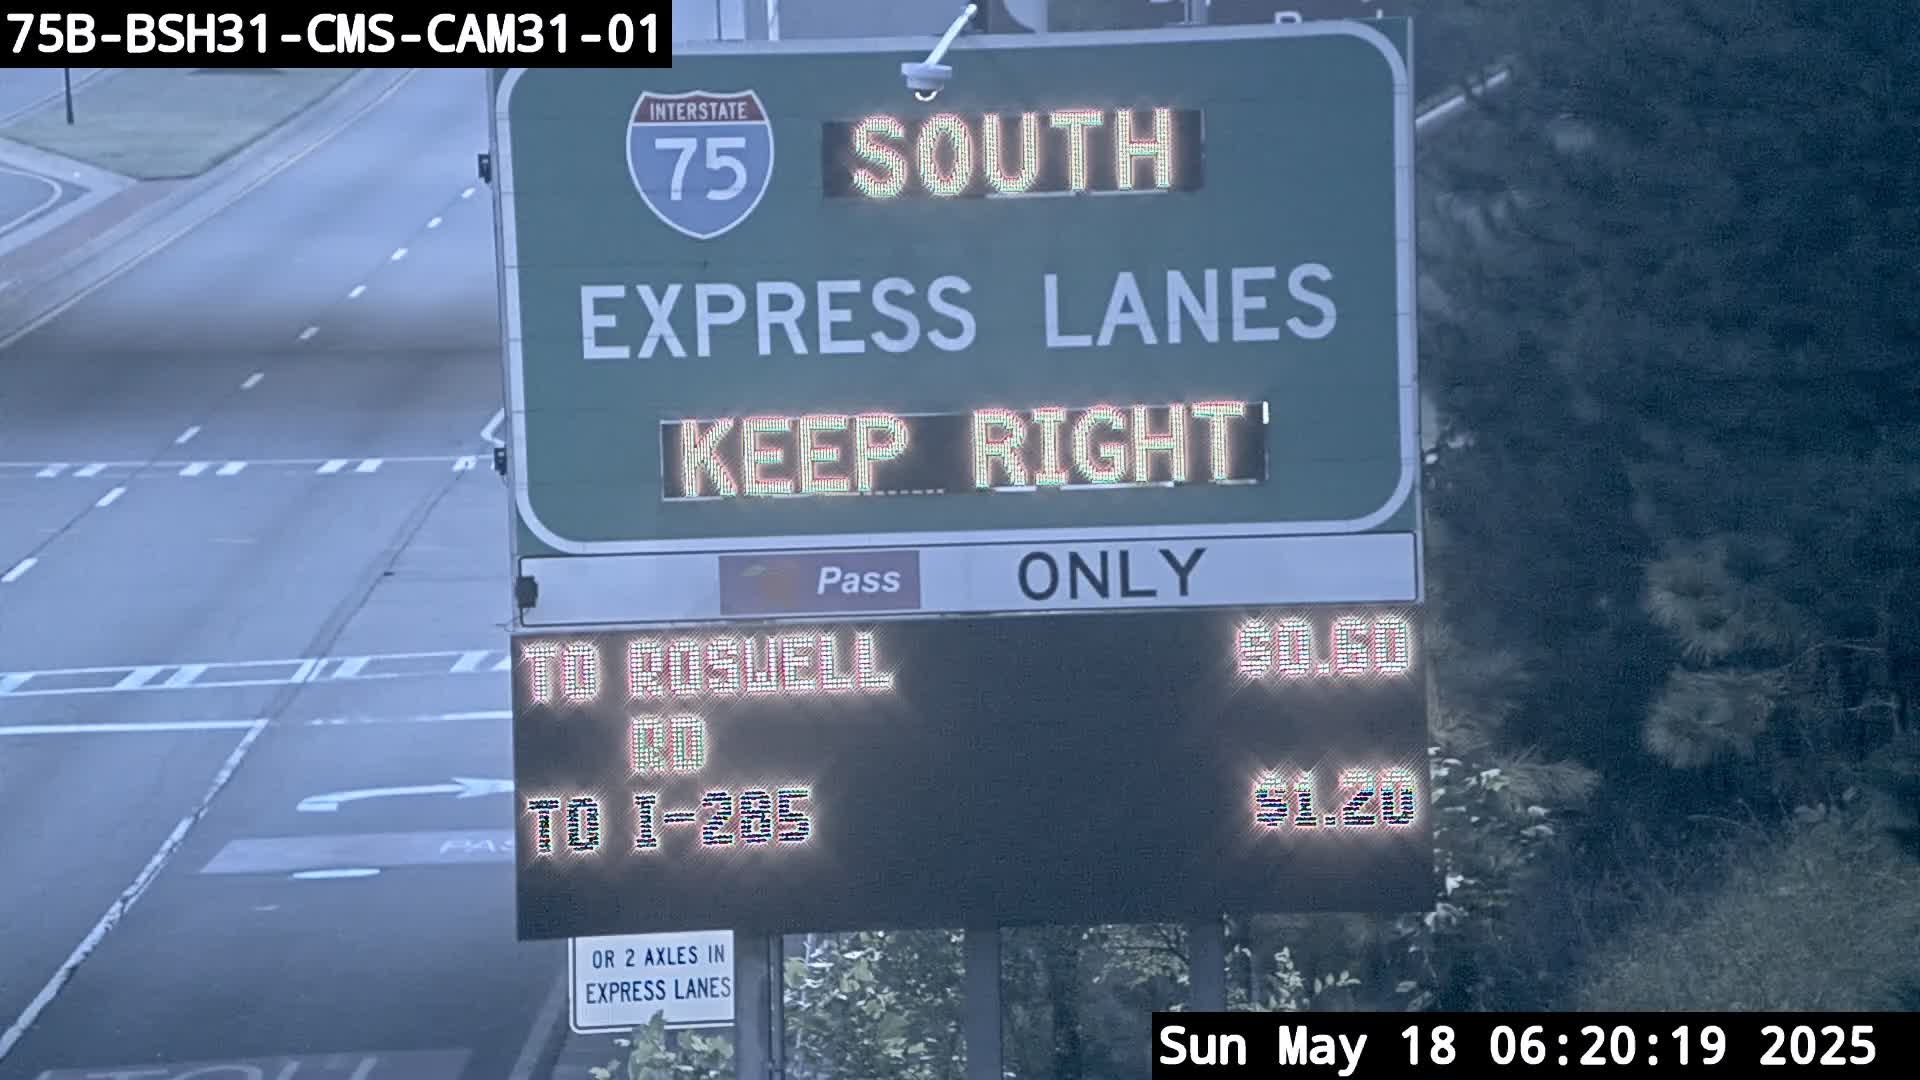 75B-BSH31-CMS-CAM31-01
INTERSTATE
75
SOUTH
EXPRESS LANES
KEEP RIGHT
Pass ONLY
TO ROSWELL $0.60
RD
TO I-285 $1.20
OR 2 AXLES IN
EXPRESS LANES
Sun May 18 06:20:19 2025